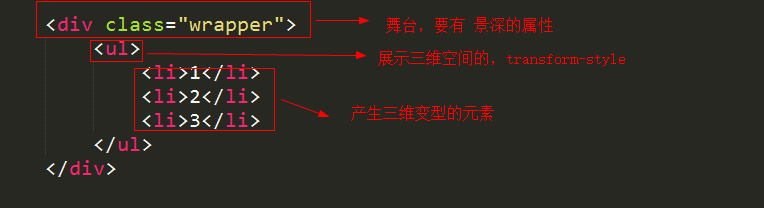 <div class="wrapper"> 舞台，要有 景深的属性
<ul> 展示三维空间的，transform-style
<li>1</li>
<li>2</li> 产生三维变型的元素
<li>3</li>
</ul>
</div>